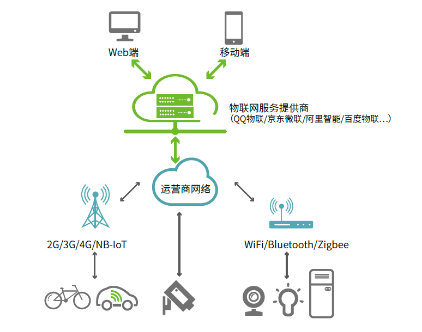 Web端
移动端
物联网服务提供商
（QQ物联/京东微联/阿里智能/百度物联...）
运营商网络
2G/3G/4G/NB-IoT
WiFi/Bluetooth/Zigbee